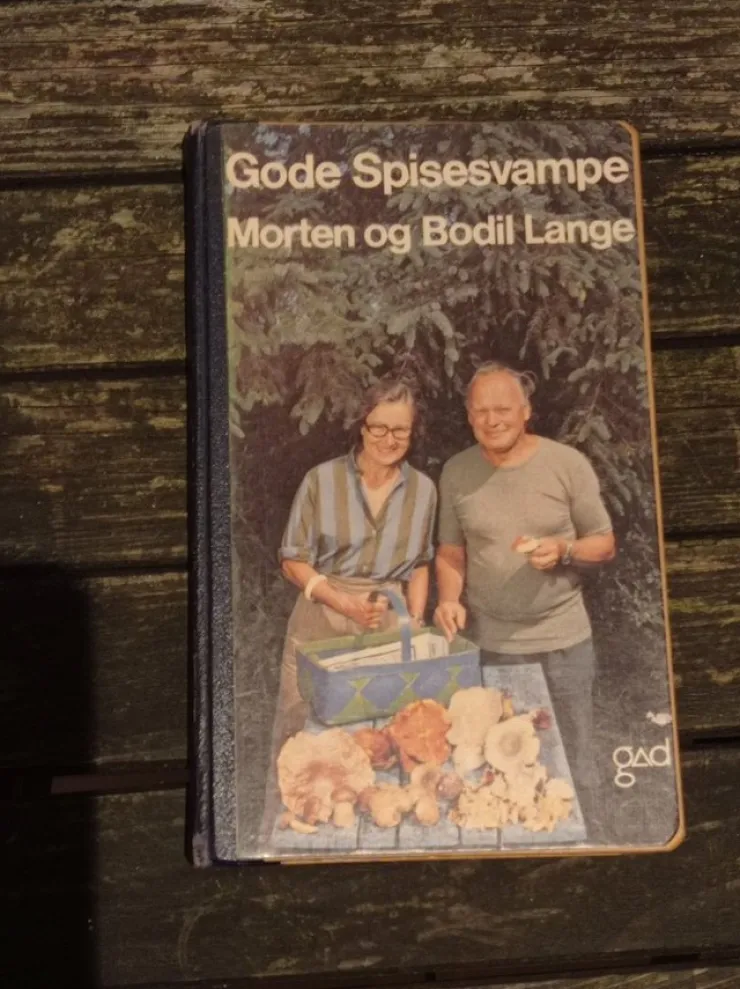 Gode Spisesvampe
Morten og Bodil Lange
gad